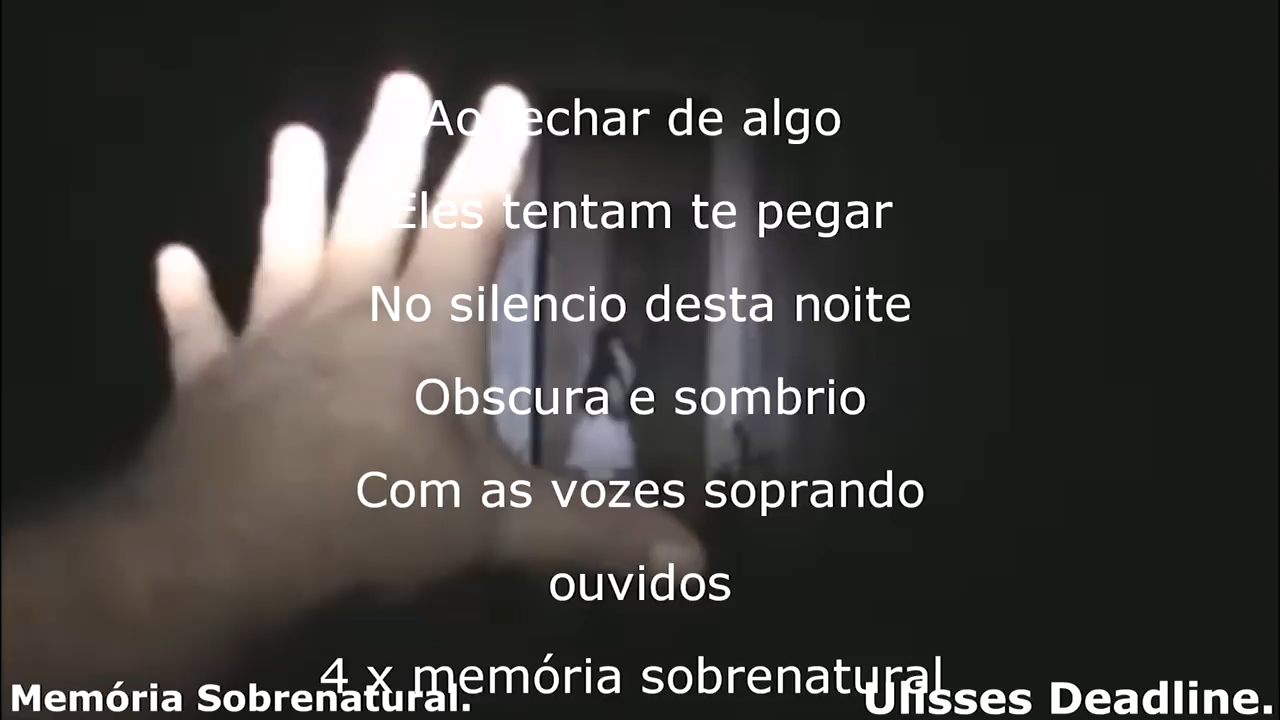 Ao fechar de algo
Eles tentam te pegar
No silencio desta noite
Obscura e sombrio
Com as vozes soprando
ouvidos
4 x memória sobrenatural
Memória Sobrenatural.
Ulisses Deadline.